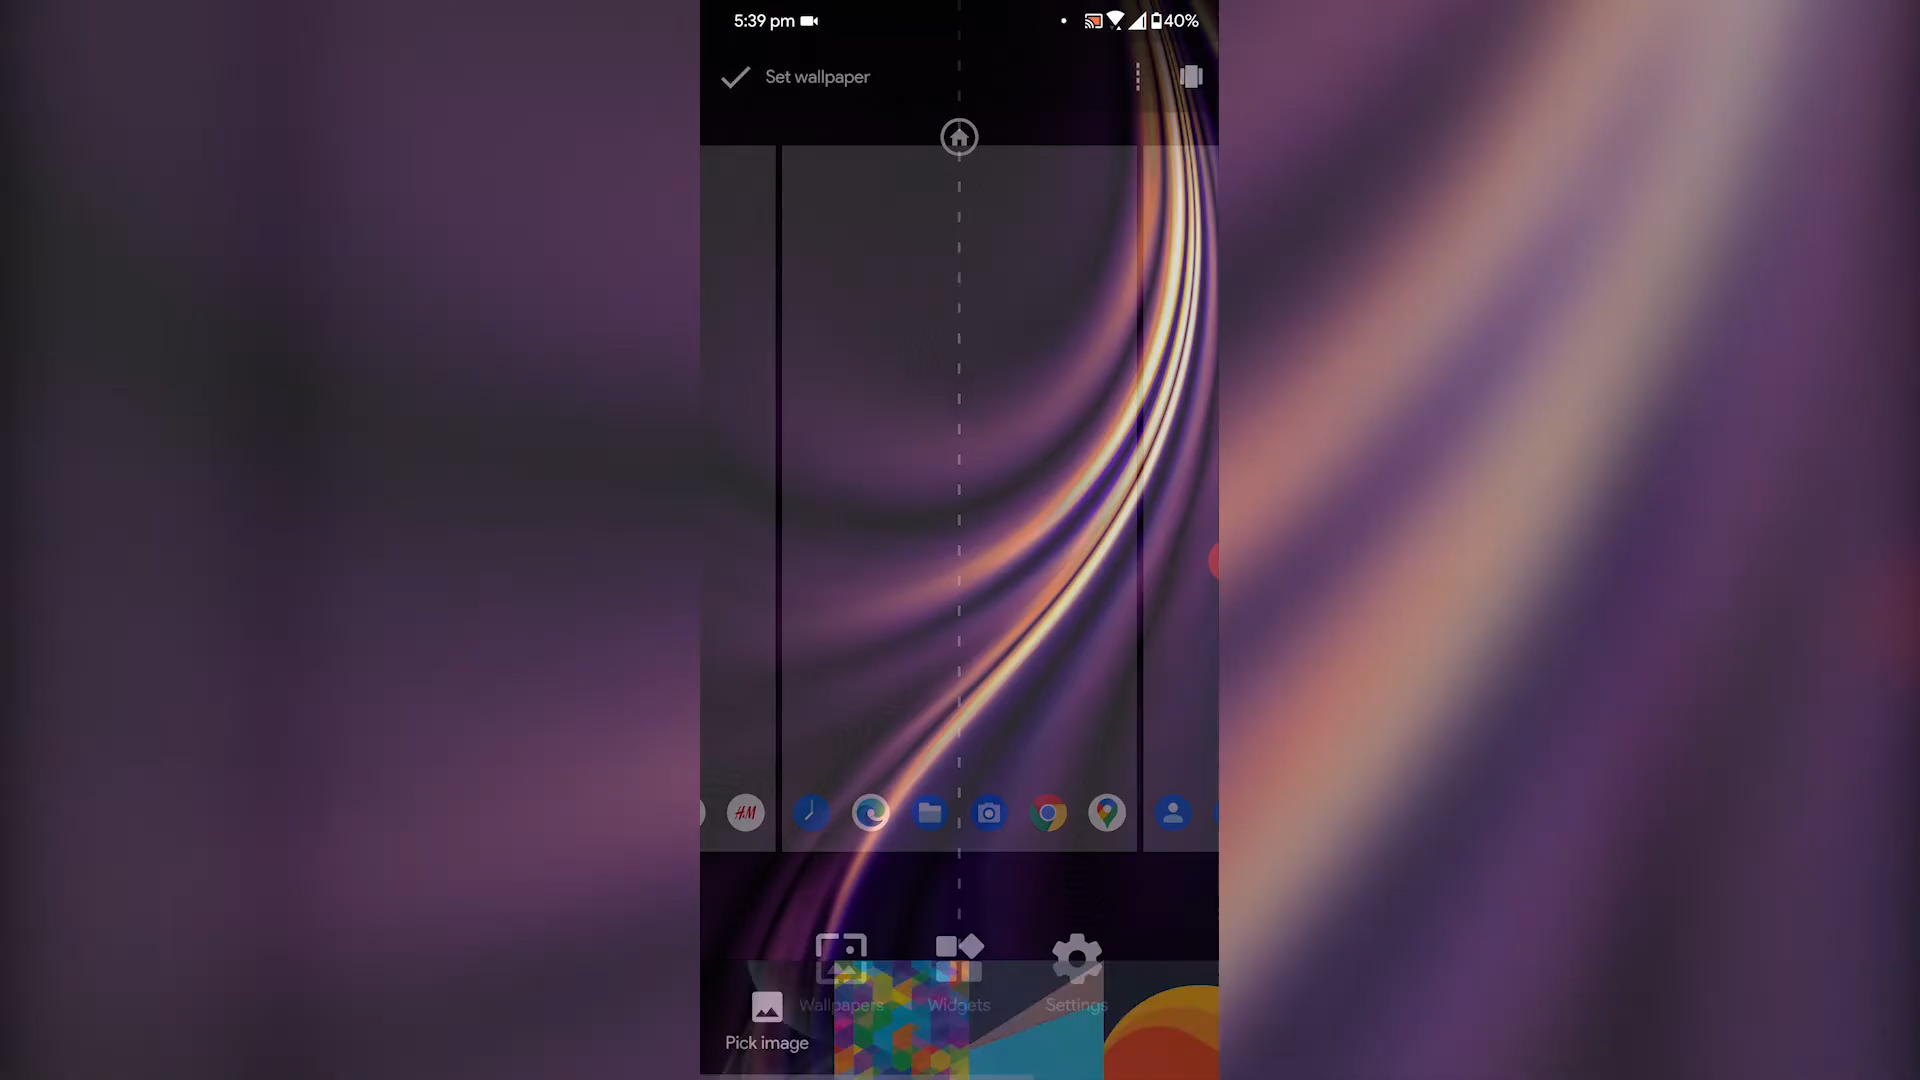 5:39 pm 40%
Set wallpaper
H&M
Wallpapers Widgets Settings
Pick image